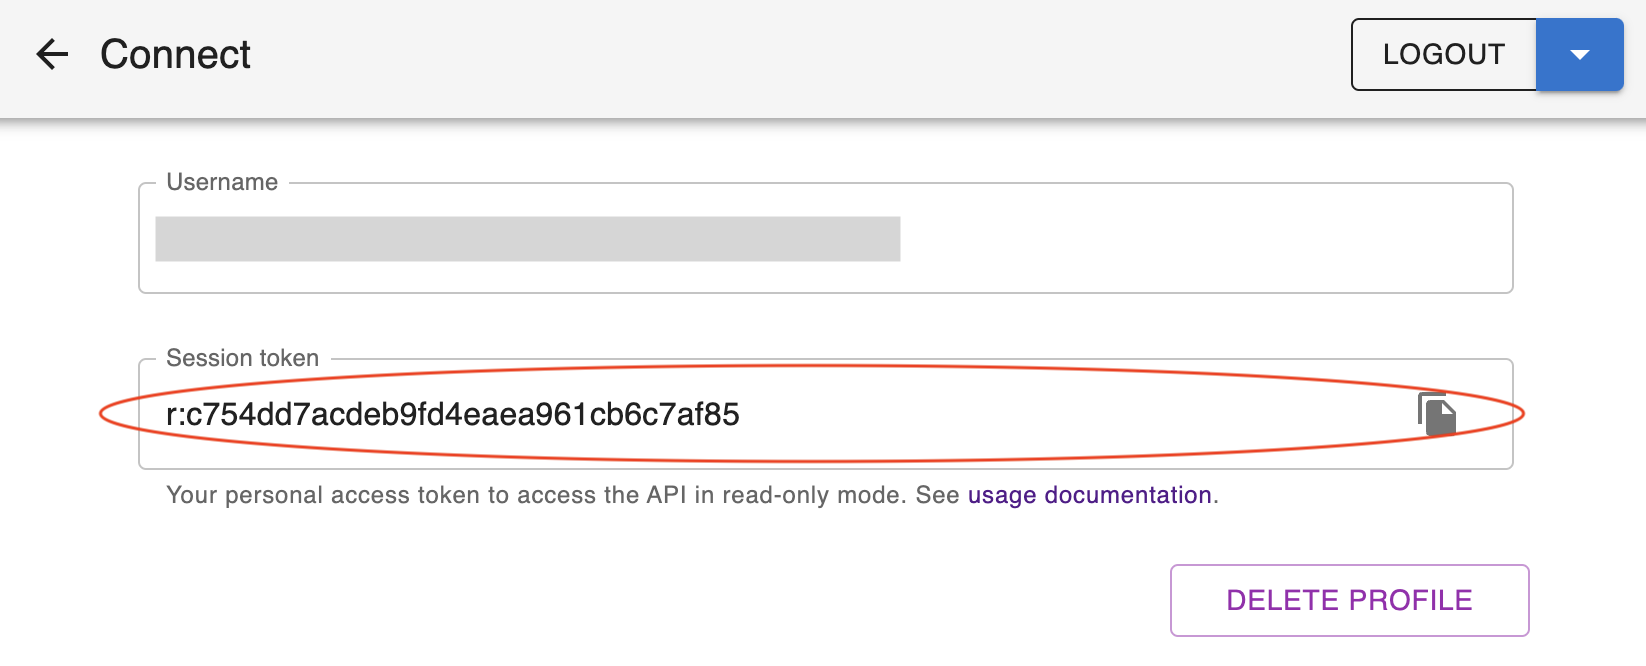 Connect
LOGOUT
Username
Session token
r:c754dd7acdeb9fd4eaea961cb6c7af85
Your personal access token to access the API in read-only mode. See usage documentation.
DELETE PROFILE